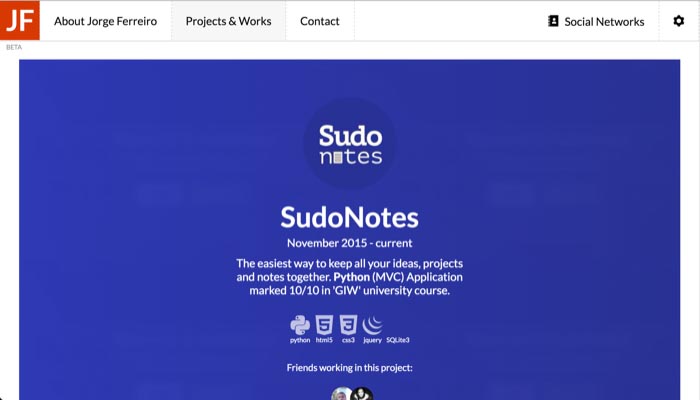 JF
About Jorge Ferreiro
Projects & Works
Contact
Social Networks
BETA
Sudo
notes
SudoNotes
November 2015 - current
The easiest way to keep all your ideas, projects
and notes together. Python (MVC) Application
marked 10/10 in 'GIW' university course.
python html5 css3 jquery SQLite3
Friends working in this project: